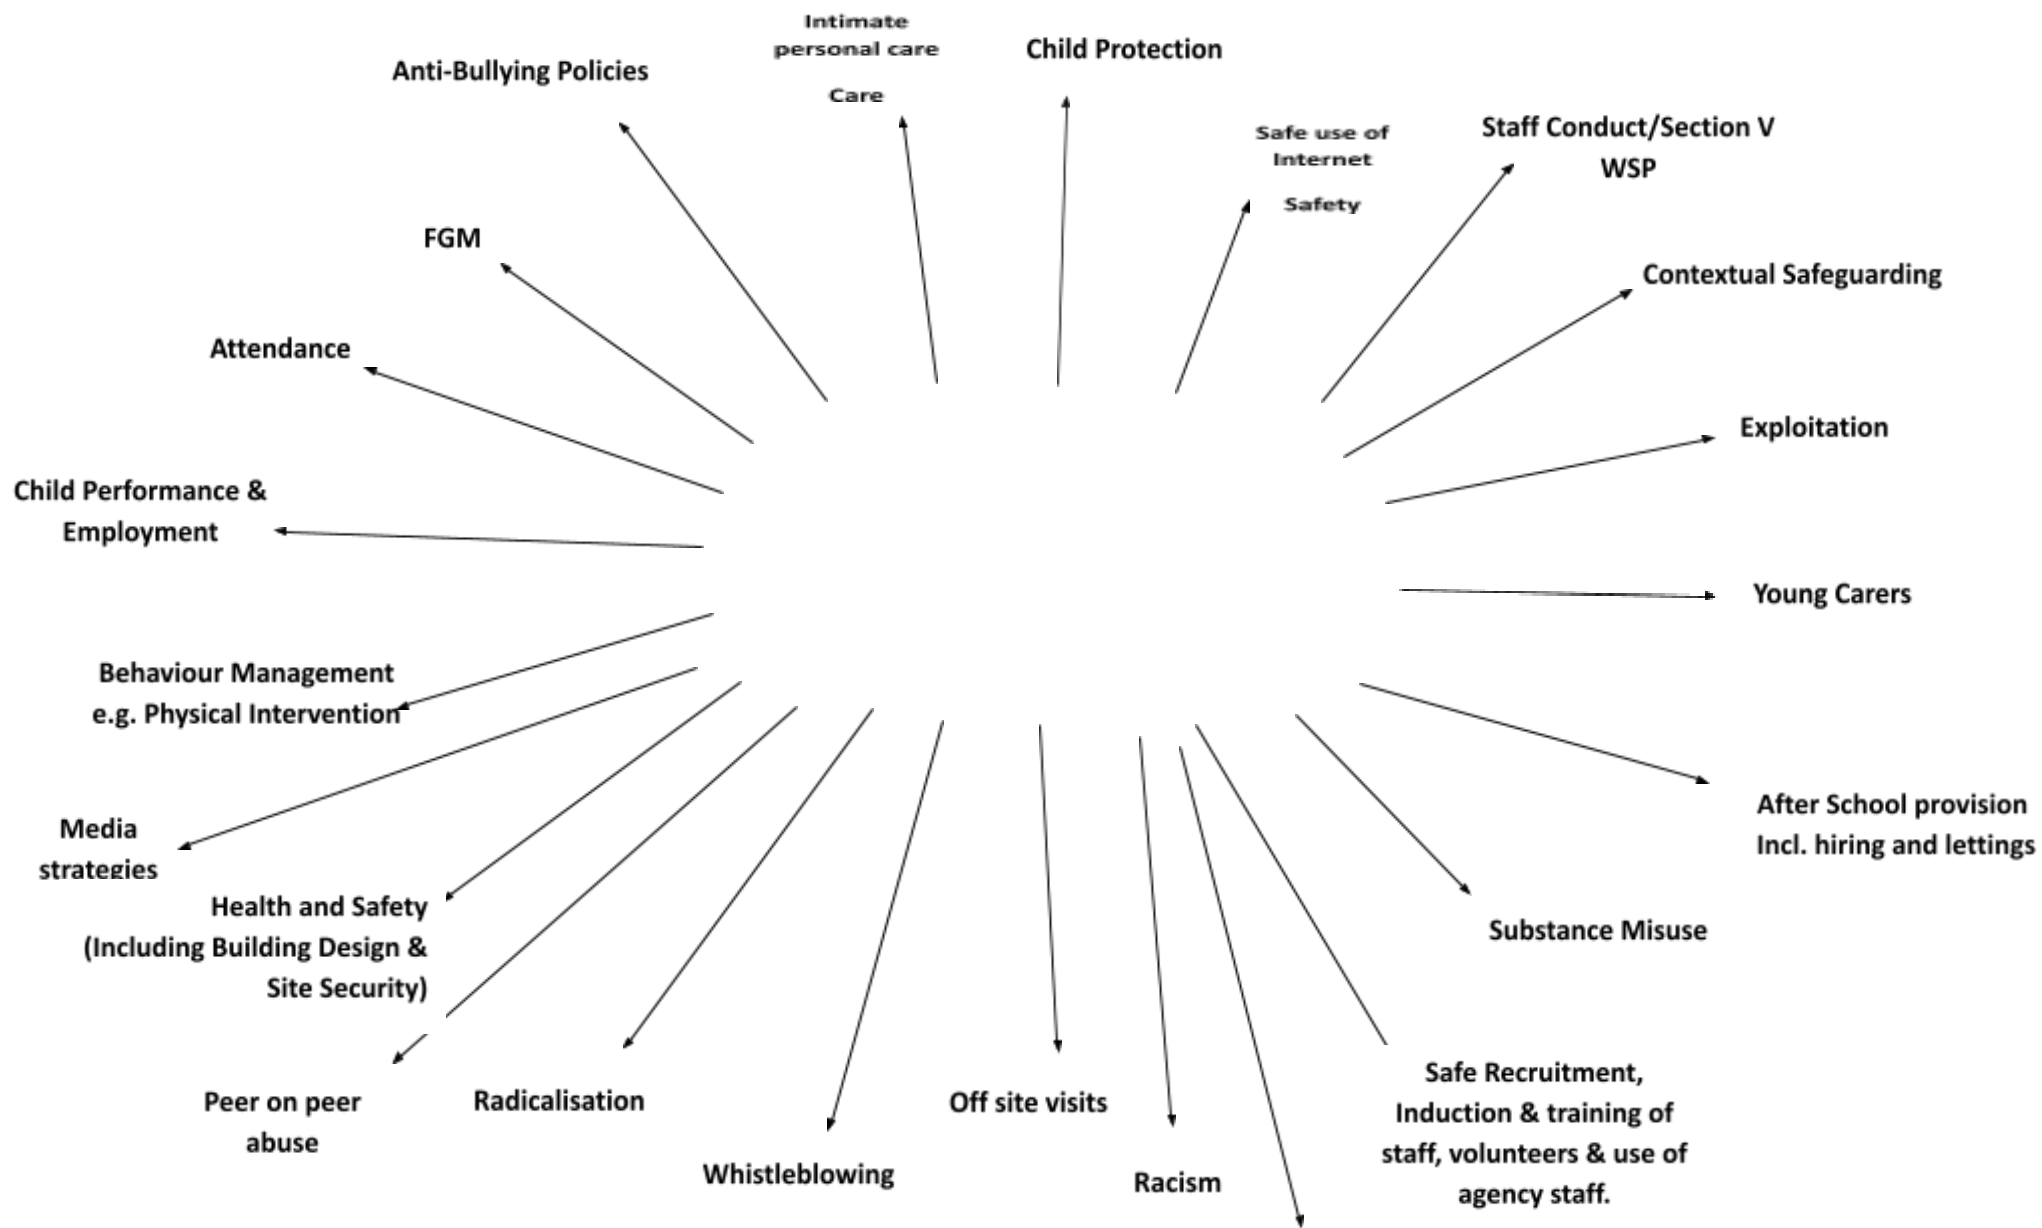 Intimate
personal care
Care
Child Protection
Anti-Bullying Policies
Safe use of
Internet
Safety
Staff Conduct/Section V
WSP
FGM
Contextual Safeguarding
Attendance
Exploitation
Child Performance &
Employment
Young Carers
Behaviour Management
e.g. Physical Intervention
After School provision
Incl. hiring and lettings
Media
strategies
Health and Safety
(Including Building Design &
Site Security)
Substance Misuse
Peer on peer
abuse
Radicalisation
Whistleblowing
Off site visits
Racism
Safe Recruitment,
Induction & training of
staff, volunteers & use of
agency staff.